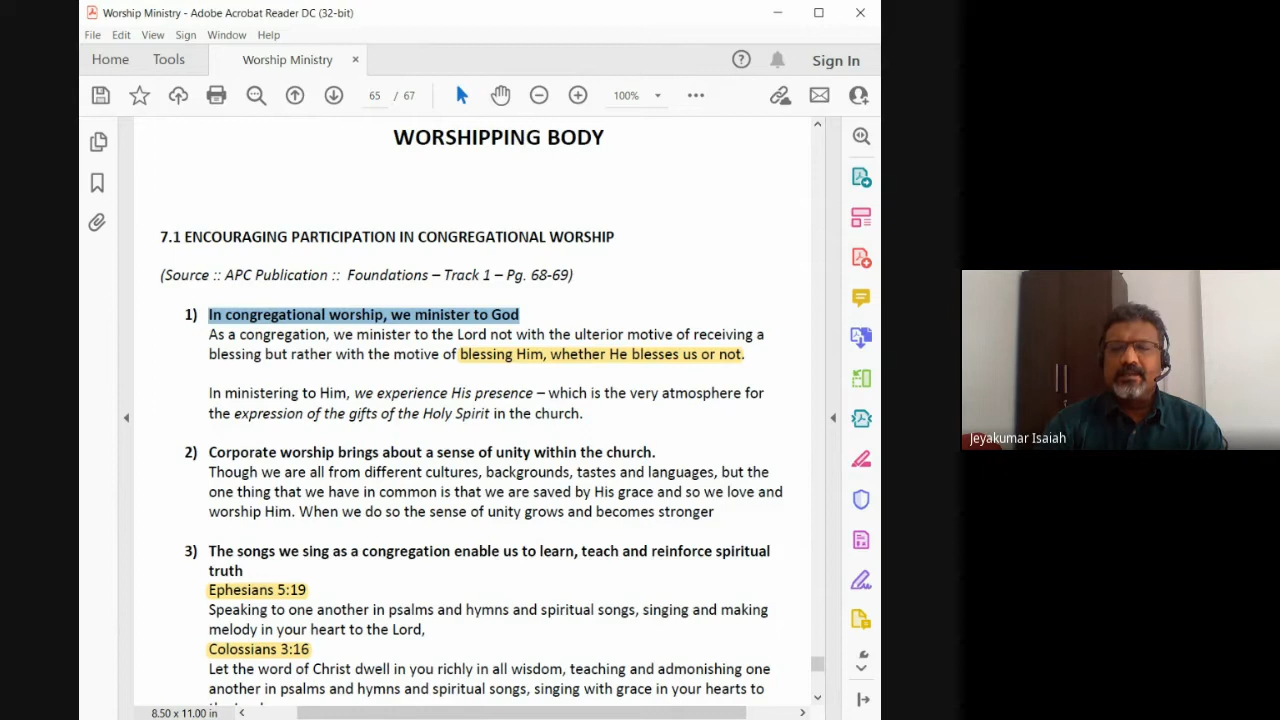 Worship Ministry - Adobe Acrobat Reader DC (32-bit)
File Edit View Sign Window Help
Home Tools Worship Ministry × Sign In
65 / 67 100%
WORSHIPPING BODY
7.1 ENCOURAGING PARTICIPATION IN CONGREGATIONAL WORSHIP
(Source :: APC Publication :: Foundations – Track 1 – Pg. 68-69)
1) In congregational worship, we minister to God
As a congregation, we minister to the Lord not with the ulterior motive of receiving a
blessing but rather with the motive of blessing Him, whether He blesses us or not.
In ministering to Him, we experience His presence – which is the very atmosphere for
the expression of the gifts of the Holy Spirit in the church.
2) Corporate worship brings about a sense of unity within the church.
Though we are all from different cultures, backgrounds, tastes and languages, but the
one thing that we have in common is that we are saved by His grace and so we love and
worship Him. When we do so the sense of unity grows and becomes stronger
3) The songs we sing as a congregation enable us to learn, teach and reinforce spiritual
truth
Ephesians 5:19
Speaking to one another in psalms and hymns and spiritual songs, singing and making
melody in your heart to the Lord,
Colossians 3:16
Let the word of Christ dwell in you richly in all wisdom, teaching and admonishing one
another in psalms and hymns and spiritual songs, singing with grace in your hearts to
8.50 x 11.00 in
Jeyakumar Isaiah